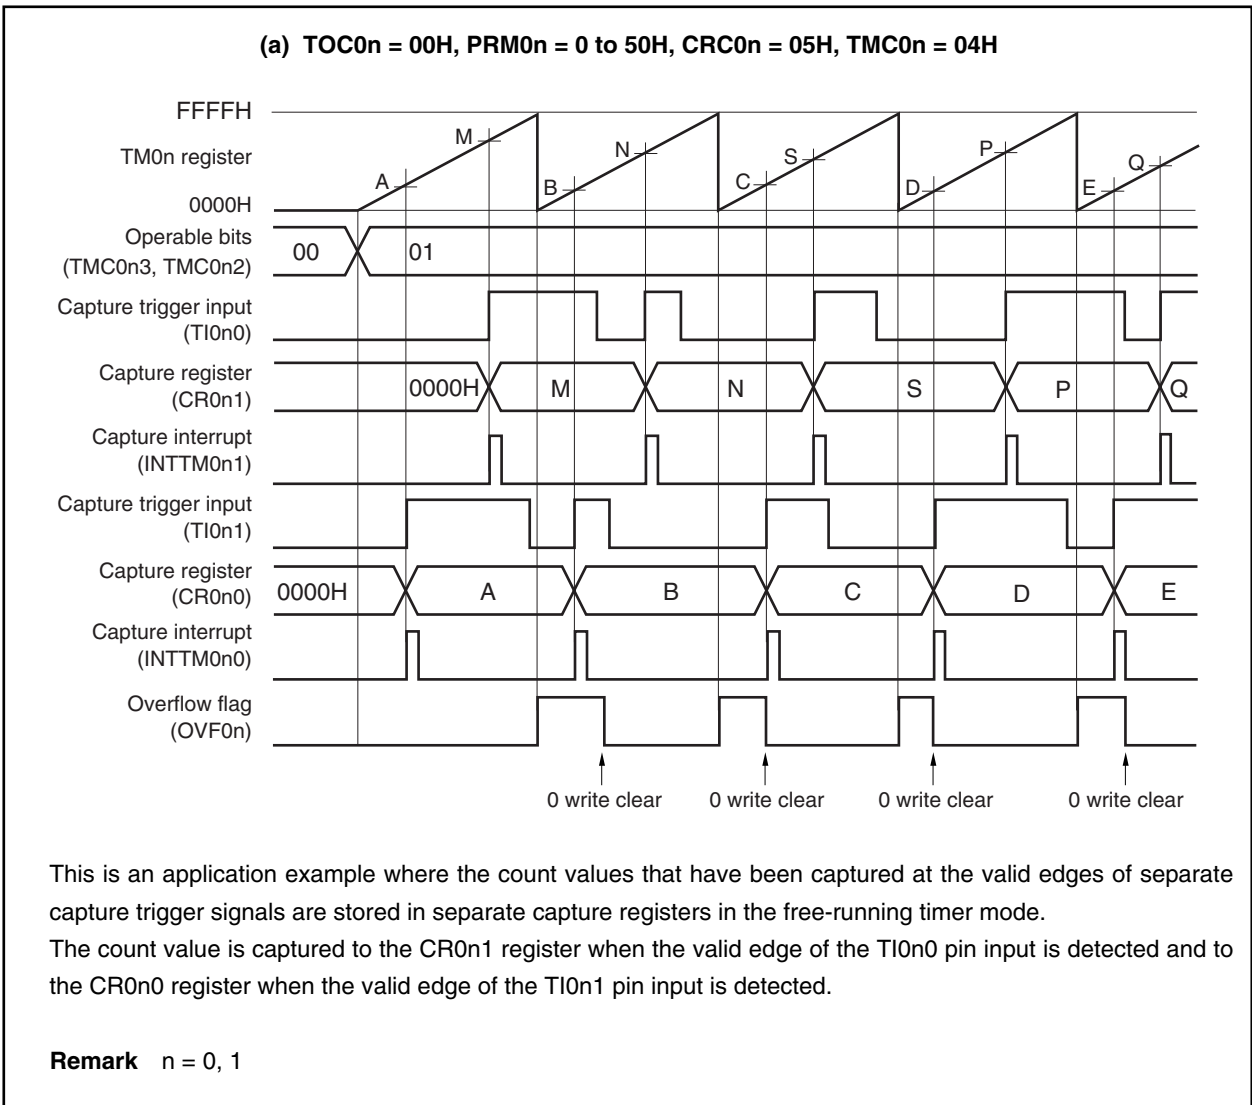 (a) TOC0n = 00H, PRM0n = 0 to 50H, CRC0n = 05H, TMC0n = 04H
FFFFH
TM0n register
0000H
A M B N C S D P E Q
Operable bits
(TMC0n3, TMC0n2)
00 01
Capture trigger input
(TI0n0)
Capture register
(CR0n1)
0000H M N S P Q
Capture interrupt
(INTTM0n1)
Capture trigger input
(TI0n1)
Capture register
(CR0n0)
0000H A B C D E
Capture interrupt
(INTTM0n0)
Overflow flag
(OVF0n)
0 write clear 0 write clear 0 write clear 0 write clear
This is an application example where the count values that have been captured at the valid edges of separate
capture trigger signals are stored in separate capture registers in the free-running timer mode.
The count value is captured to the CR0n1 register when the valid edge of the TI0n0 pin input is detected and to
the CR0n0 register when the valid edge of the TI0n1 pin input is detected.
Remark n = 0, 1